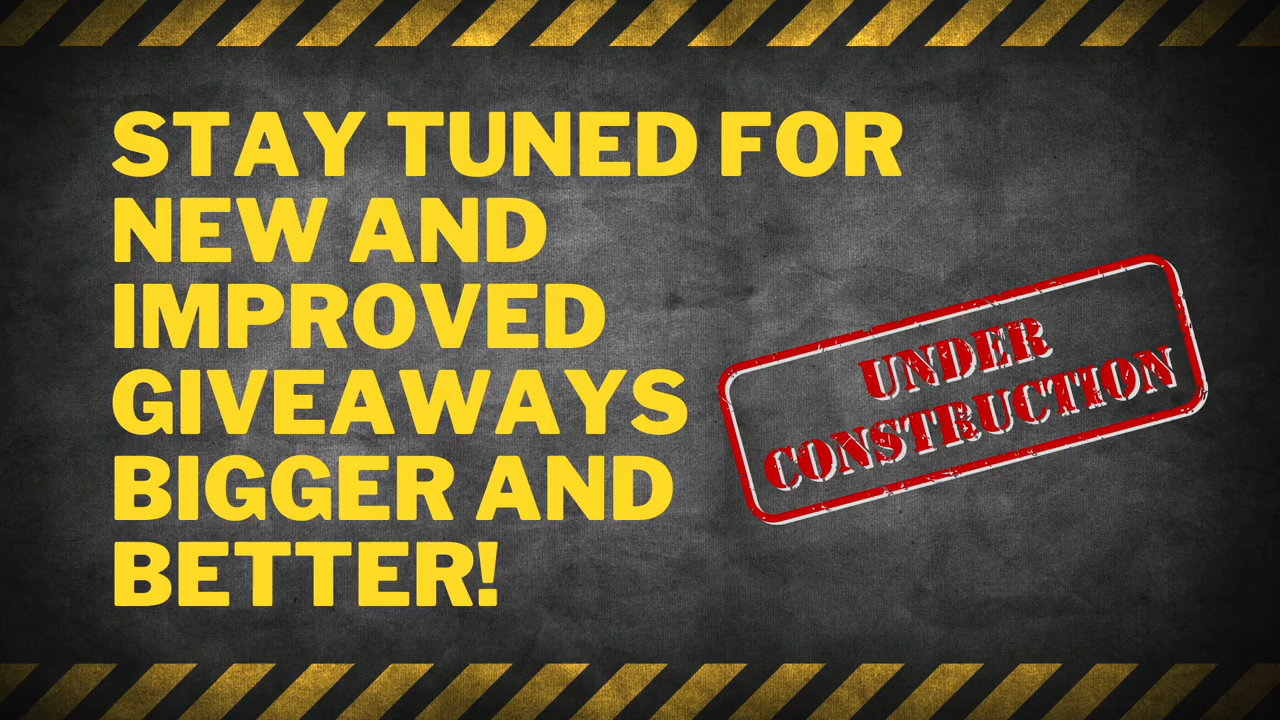 STAY TUNED FOR
NEW AND
IMPROVED
GIVEAWAYS
BIGGER AND
BETTER!
UNDER
CONSTRUCTION